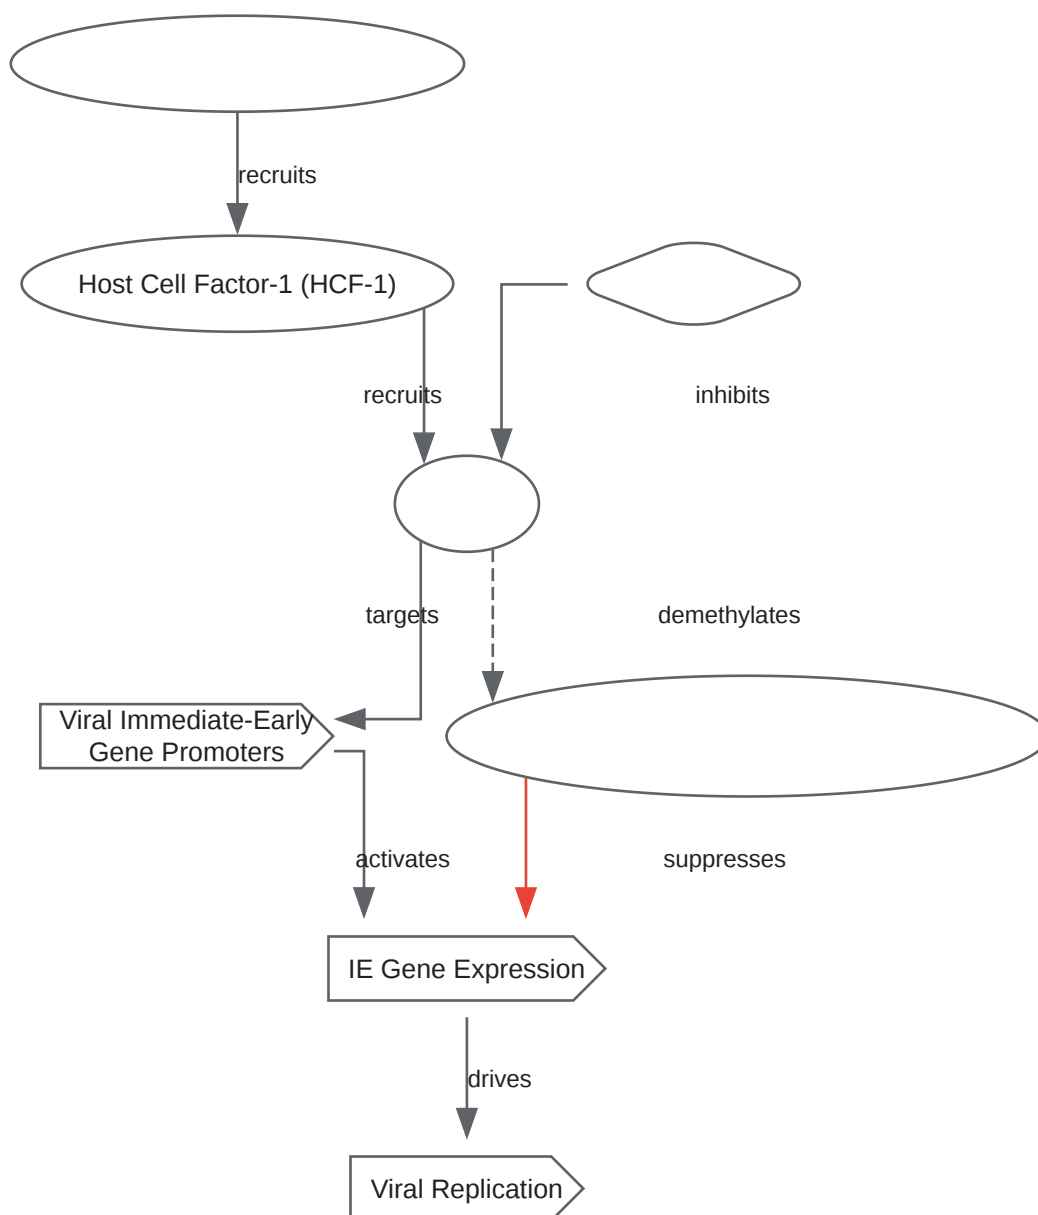 recruits
Host Cell Factor-1 (HCF-1)
recruits
inhibits
targets
demethylates
Viral Immediate-Early
Gene Promoters
activates
suppresses
IE Gene Expression
drives
Viral Replication